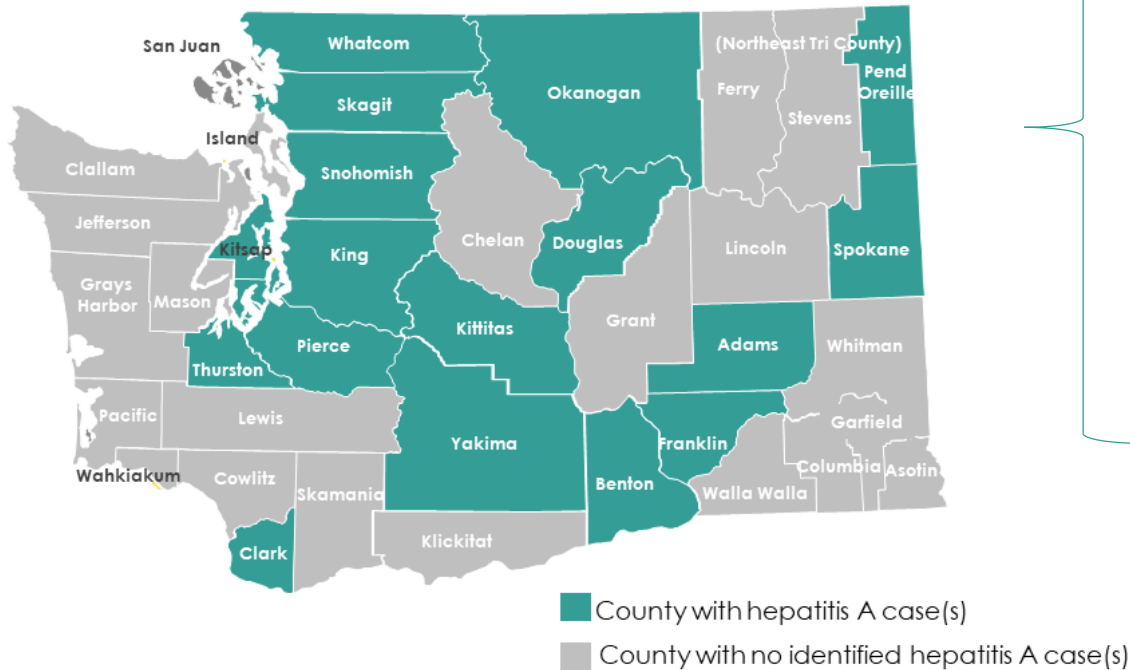 San Juan
Whatcom
(Northeast Tri County)
Pend
Oreille
Okanogan
Ferry
Skagit
Stevens
Island
Clallam
Snohomish
Jefferson
Chelan
Douglas
Lincoln
Spokane
Kitsap
King
Grays
Harbor
Mason
Grant
Kittitas
Pierce
Adams
Whitman
Thurston
Pacific
Lewis
Yakima
Franklin
Garfield
Columbia
Asotin
Wahkiakum
Cowlitz
Skamania
Benton
Walla Walla
Clark
Klickitat
County with hepatitis A case(s)
County with no identified hepatitis A case(s)